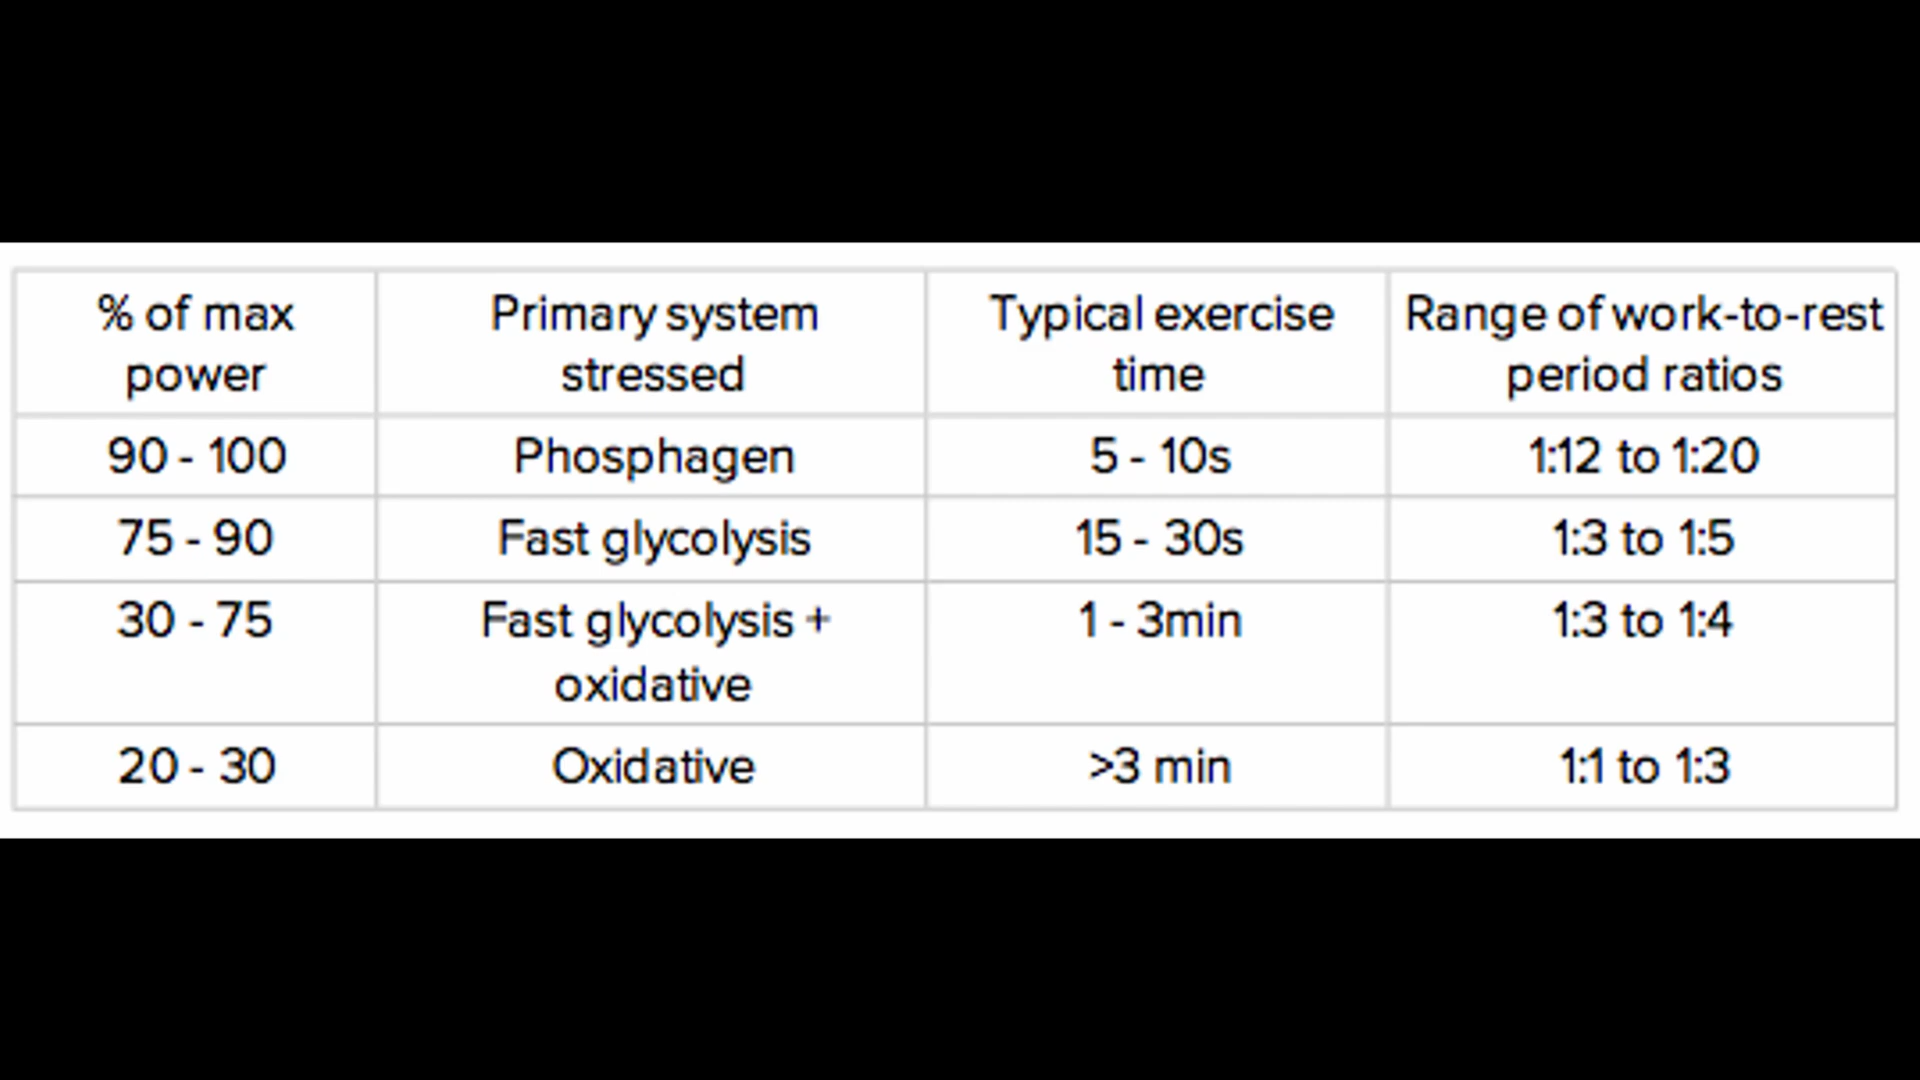 % of max power Primary system stressed Typical exercise time Range of work-to-rest period ratios
90 - 100 Phosphagen 5 - 10s 1:12 to 1:20
75 - 90 Fast glycolysis 15 - 30s 1:3 to 1:5
30 - 75 Fast glycolysis + oxidative 1 - 3min 1:3 to 1:4
20 - 30 Oxidative >3 min 1:1 to 1:3